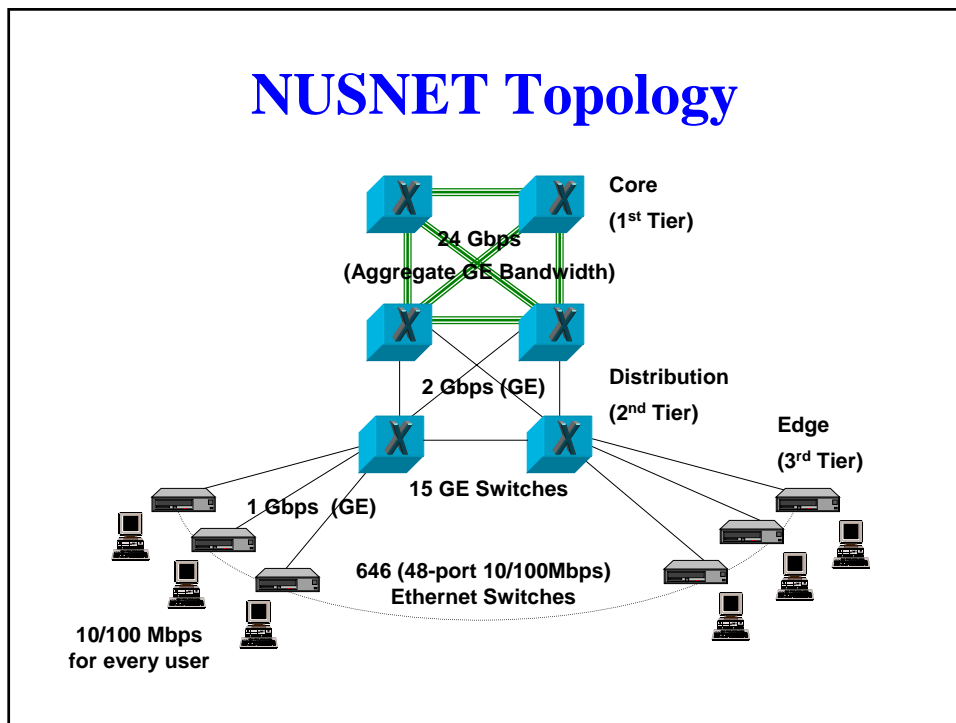 NUSNET Topology
Core
(1st Tier)
24 Gbps
(Aggregate GE Bandwidth)
2 Gbps (GE)
Distribution
(2nd Tier)
Edge
(3rd Tier)
15 GE Switches
1 Gbps (GE)
646 (48-port 10/100Mbps)
Ethernet Switches
10/100 Mbps
for every user
X
X
X
X
X
X